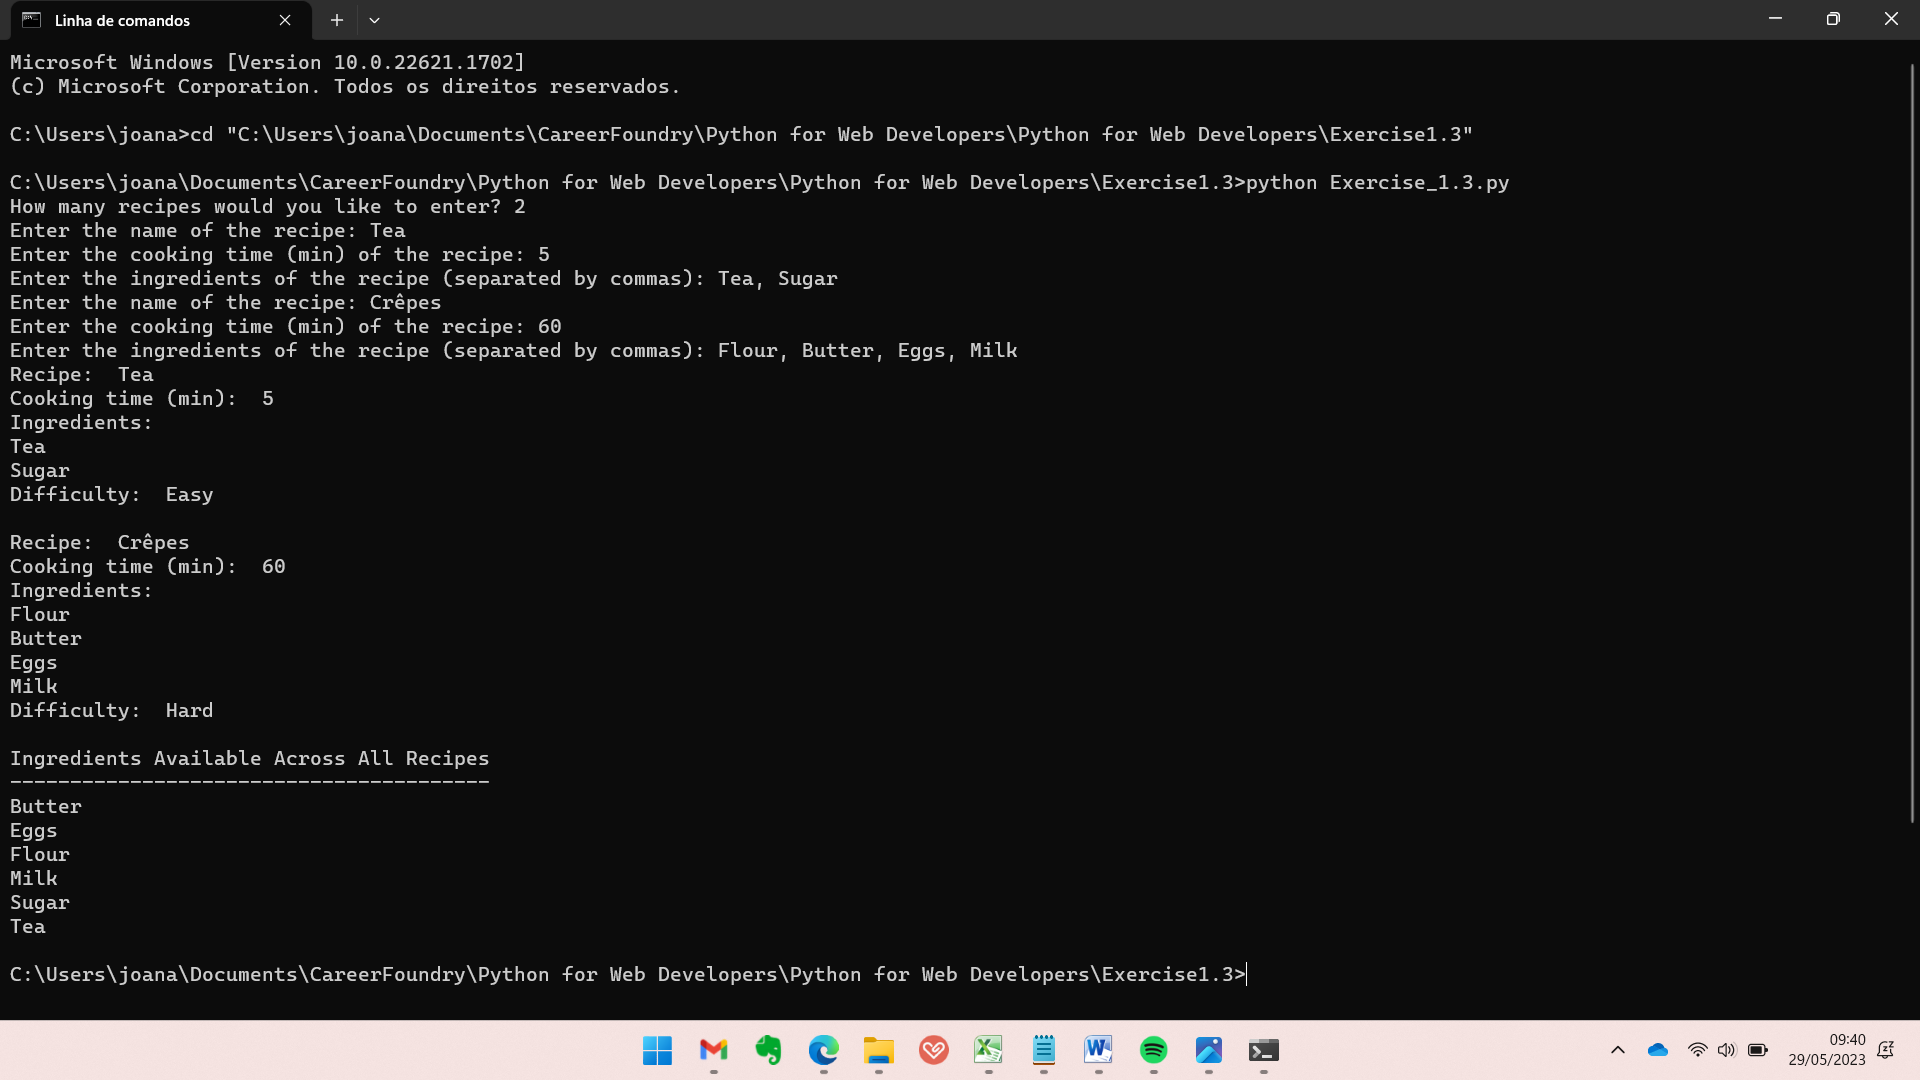 Linha de comandos
Microsoft Windows [Version 10.0.22621.1702]
(c) Microsoft Corporation. Todos os direitos reservados.
C:\Users\joana>cd "C:\Users\joana\Documents\CareerFoundry\Python for Web Developers\Python for Web Developers\Exercise1.3"
C:\Users\joana\Documents\CareerFoundry\Python for Web Developers\Python for Web Developers\Exercise1.3>python Exercise_1.3.py
How many recipes would you like to enter? 2
Enter the name of the recipe: Tea
Enter the cooking time (min) of the recipe: 5
Enter the ingredients of the recipe (separated by commas): Tea, Sugar
Enter the name of the recipe: Crêpes
Enter the cooking time (min) of the recipe: 60
Enter the ingredients of the recipe (separated by commas): Flour, Butter, Eggs, Milk
Recipe:  Tea
Cooking time (min):  5
Ingredients:
Tea
Sugar
Difficulty:  Easy
Recipe:  Crêpes
Cooking time (min):  60
Ingredients:
Flour
Butter
Eggs
Milk
Difficulty:  Hard
Ingredients Available Across All Recipes
----------------------------------------
Butter
Eggs
Flour
Milk
Sugar
Tea
C:\Users\joana\Documents\CareerFoundry\Python for Web Developers\Python for Web Developers\Exercise1.3>
09:40
29/05/2023